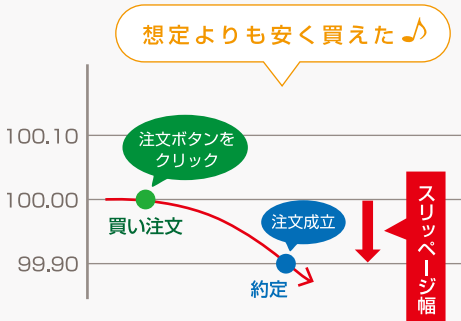 想定よりも安く買えた♪
100.10
注文ボタンを
クリック
100.00
買い注文
注文成立
スリッページ幅
99.90
約定